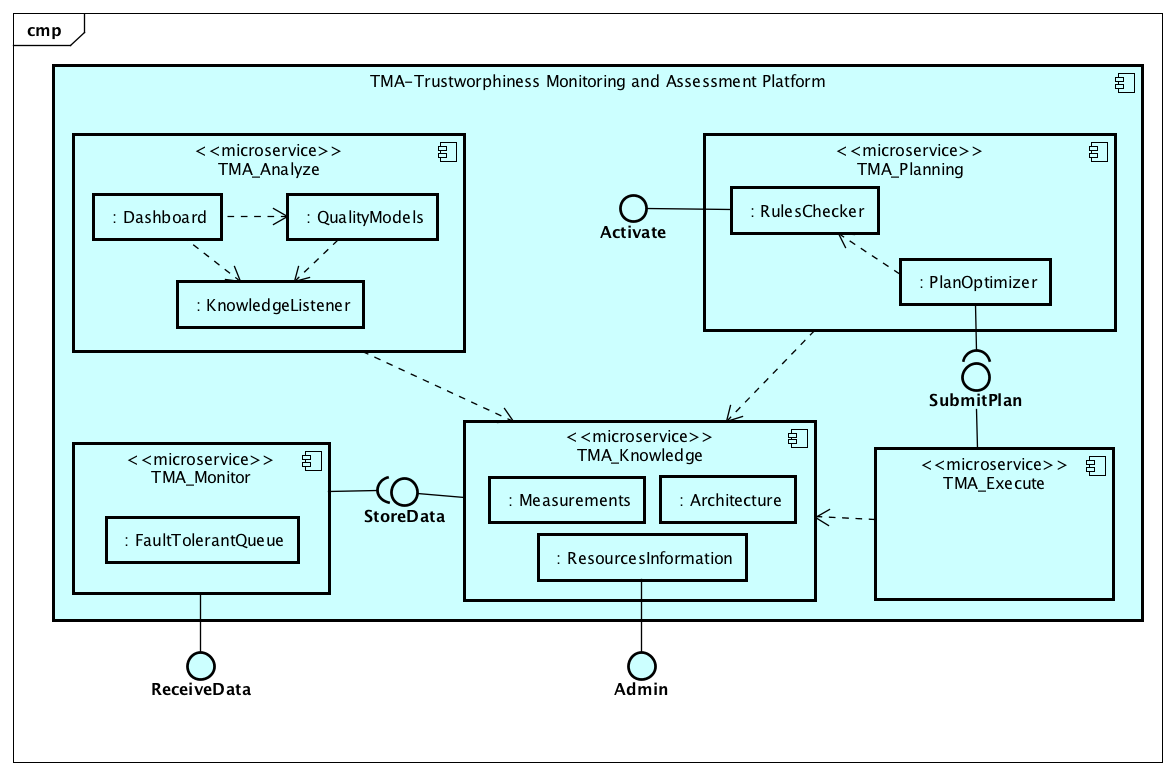 cmp
TMA-Trustworphiness Monitoring and Assessment Platform
<<microservice>>
TMA_Analyze
: Dashboard
: QualityModels
: KnowledgeListener
<<microservice>>
TMA_Planning
Activate
: RulesChecker
: PlanOptimizer
SubmitPlan
<<microservice>>
TMA_Monitor
: FaultTolerantQueue
StoreData
<<microservice>>
TMA_Knowledge
: Measurements
: Architecture
: ResourcesInformation
<<microservice>>
TMA_Execute
ReceiveData
Admin